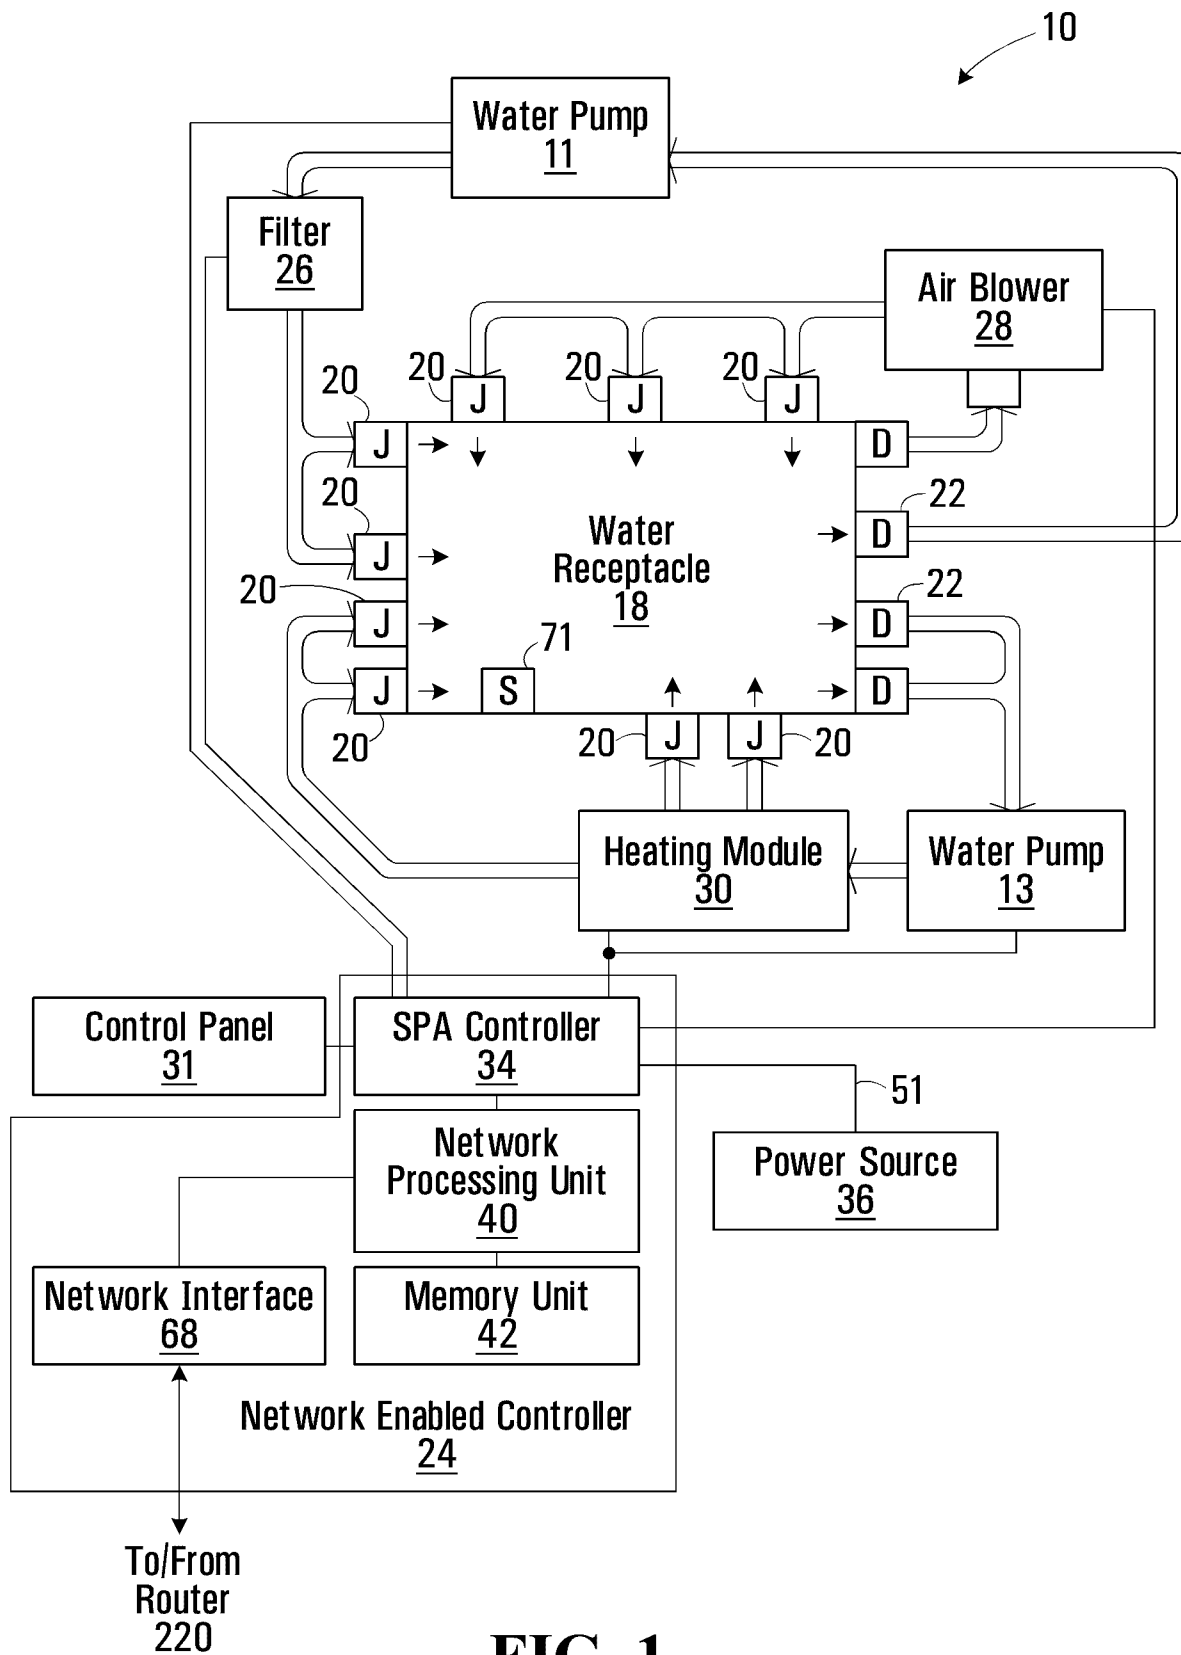 10
Water Pump
11
Filter
26
Air Blower
28
20
20
20
20
J
J
J
J
D
20
J
22
D
Water
Receptacle
18
20
J
22
D
71
J
S
D
20
20
J
J
20
Heating Module
30
Water Pump
13
Control Panel
31
SPA Controller
34
51
Network
Processing Unit
40
Power Source
36
Network Interface
68
Memory Unit
42
Network Enabled Controller
24
To/From
Router
220
FIG. 1